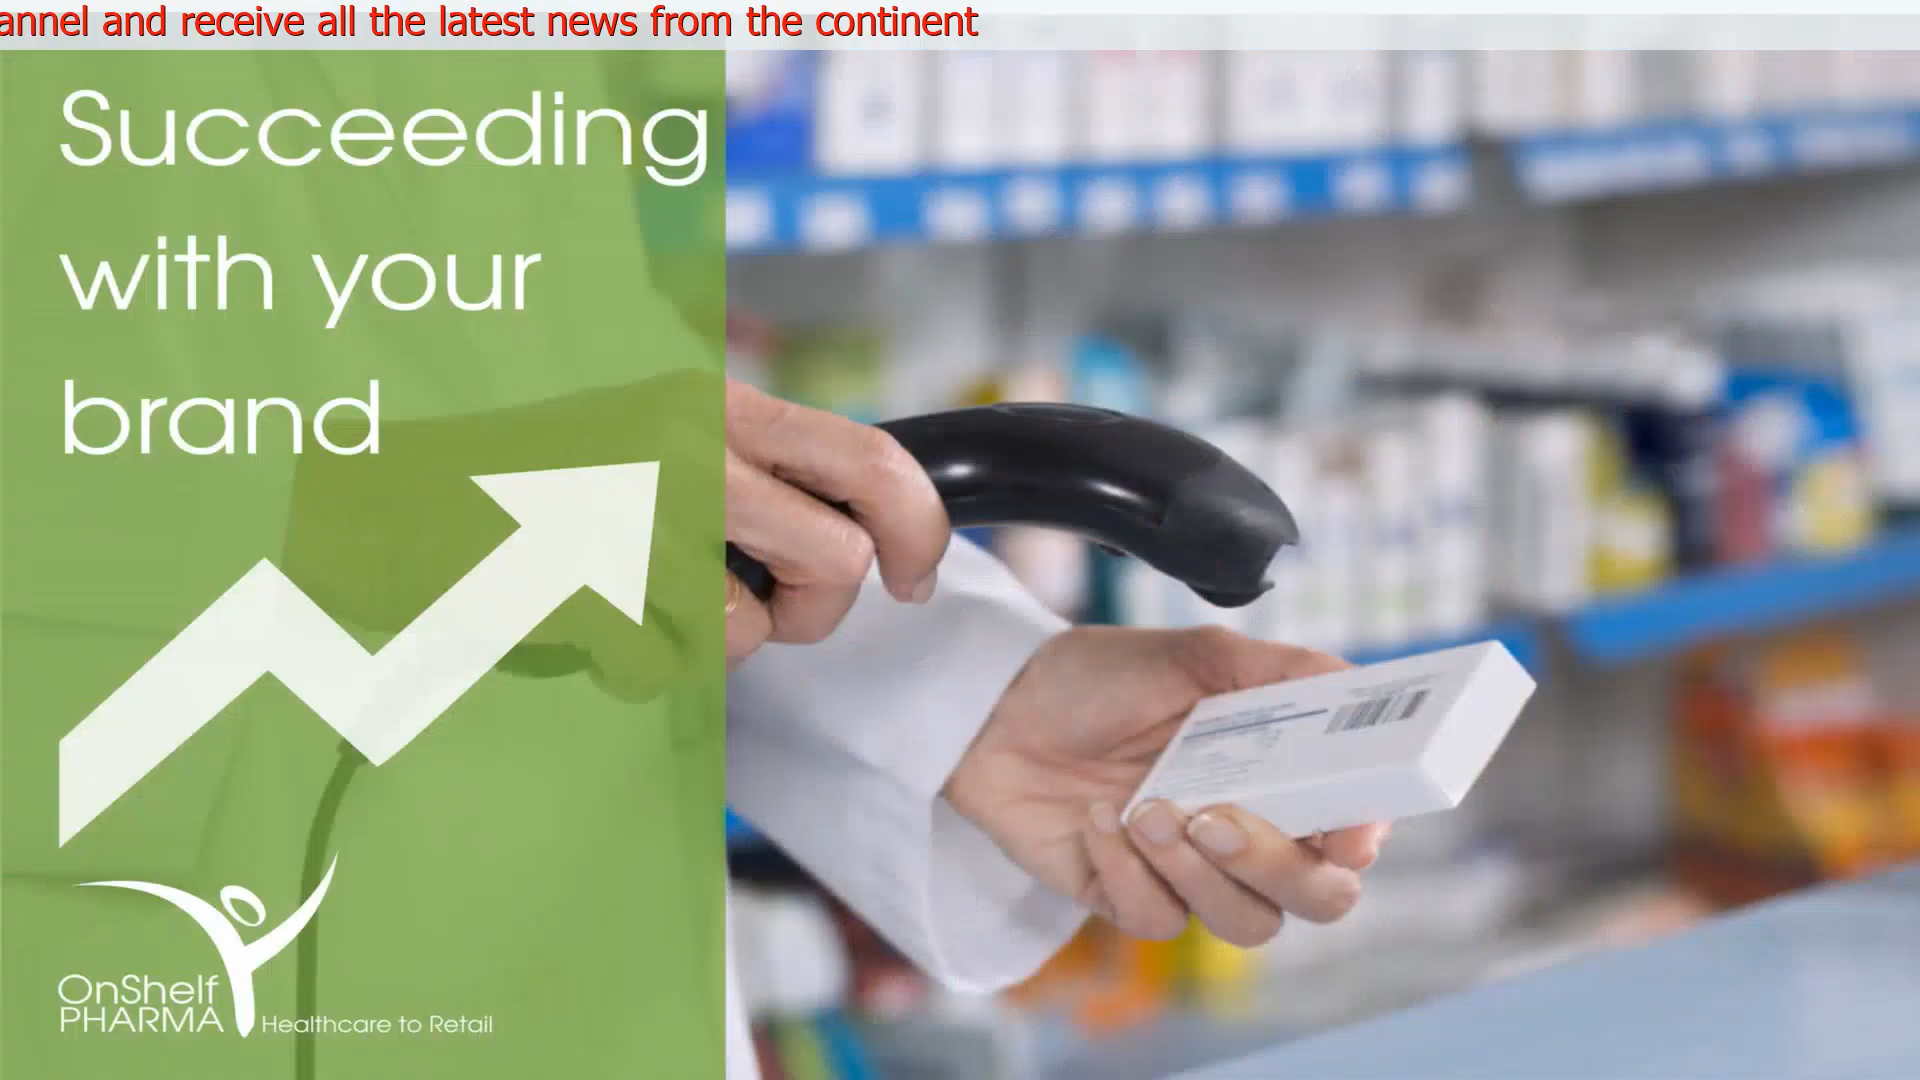 annel and receive all the latest news from the continent
Succeeding
with your
brand
OnShelf
PHARMA
Healthcare to Retail